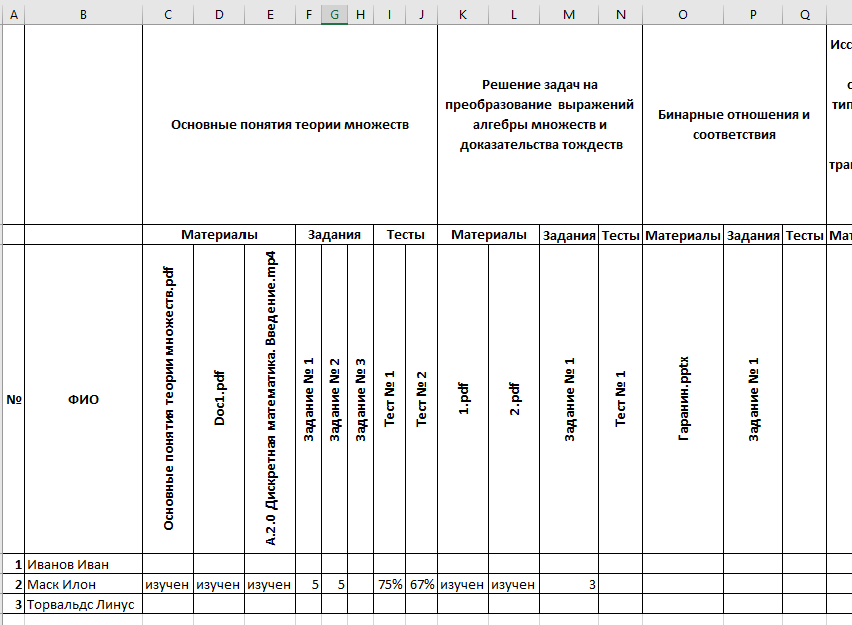 A B C D E F G H I J K L M N O P Q
Основные понятия теории множеств
Решение задач на
преобразование выражений
алгебры множеств и
доказательства тождеств
Бинарные отношения и
соответствия
Материалы Задания Тесты Материалы Задания Тесты Материалы Задания Тесты
№
ФИО
Основные понятия теории множеств.pdf
Doc1.pdf
А.2.0 Дискретная математика. Введение.mp4
Задание № 1
Задание № 2
Задание № 3
Тест № 1
Тест № 2
1.pdf
2.pdf
Задание № 1
Тест № 1
Гаранин.pptx
Задание № 1
1 Иванов Иван
2 Маск Илон изучен изучен изучен 5 5 75% 67% изучен изучен 3
3 Торвальдс Линус